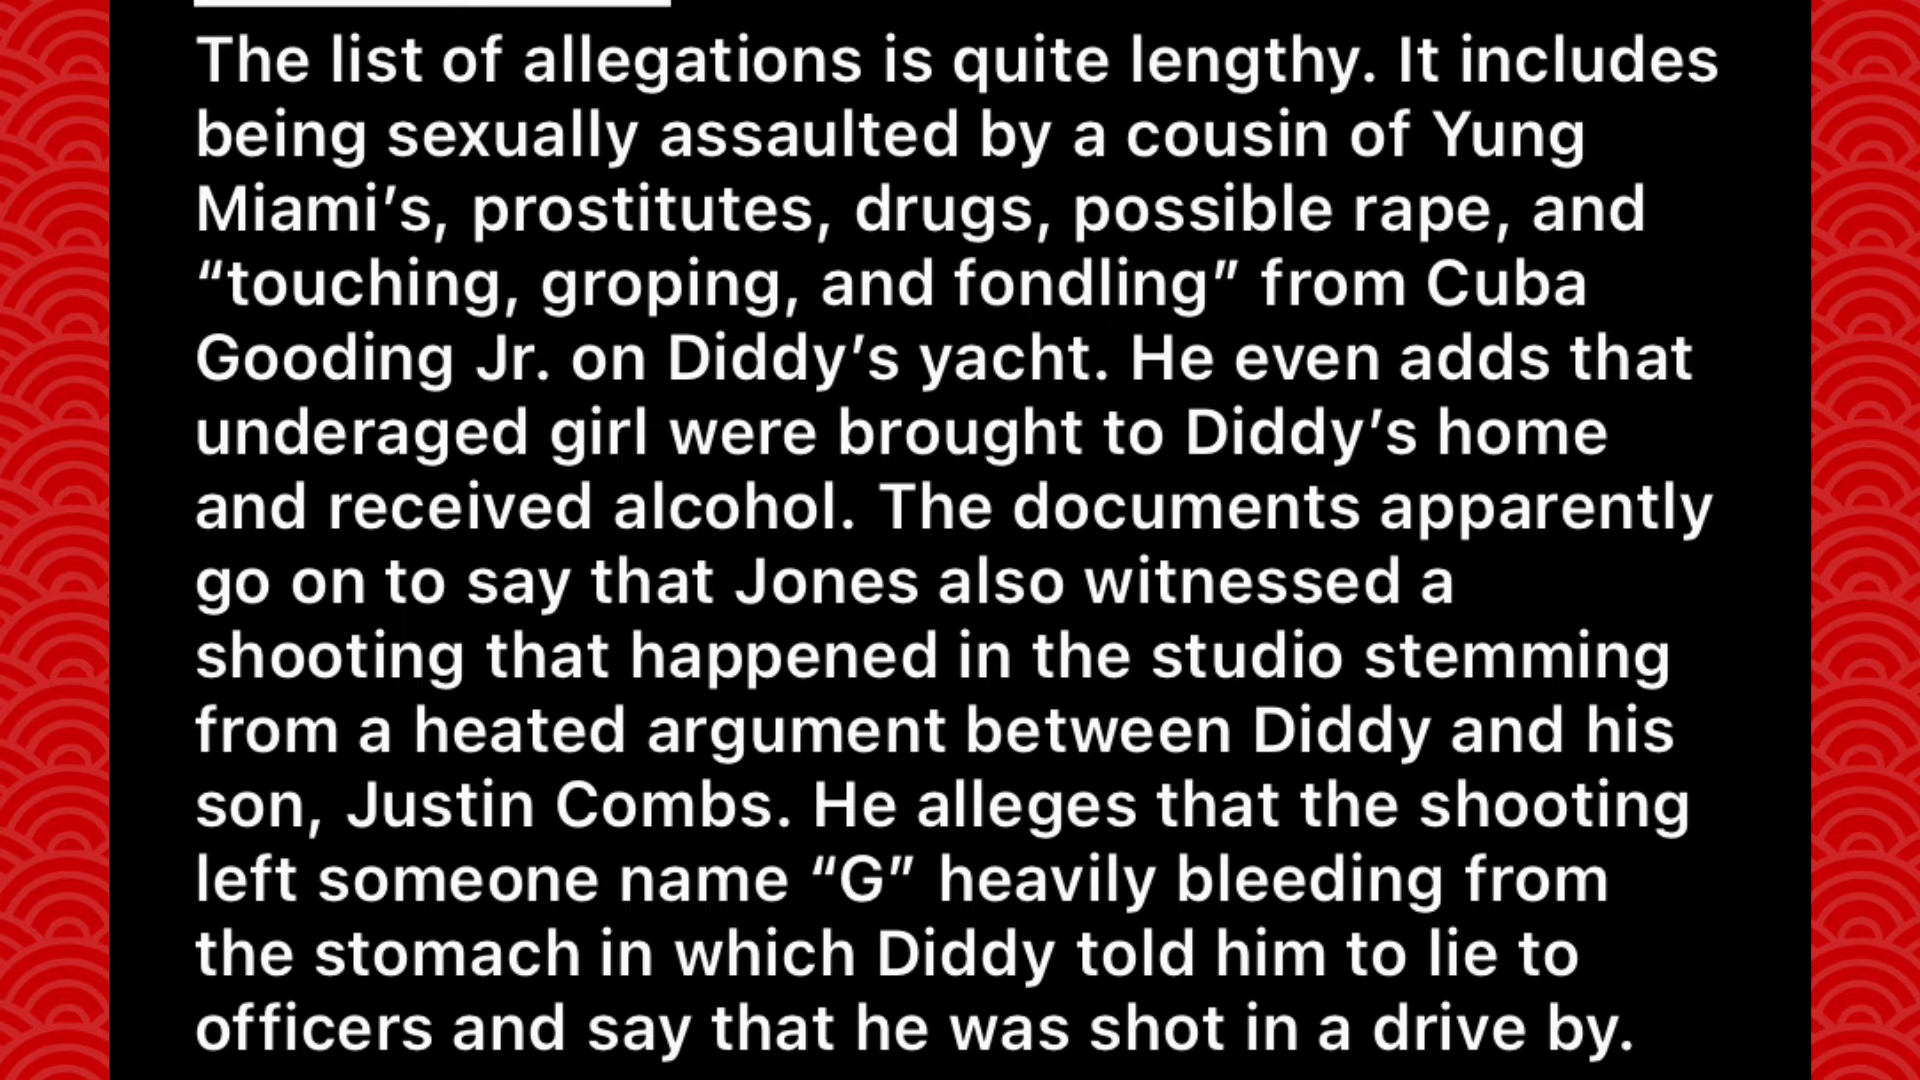 The list of allegations is quite lengthy. It includes
being sexually assaulted by a cousin of Yung
Miami’s, prostitutes, drugs, possible rape, and
“touching, groping, and fondling” from Cuba
Gooding Jr. on Diddy’s yacht. He even adds that
underaged girl were brought to Diddy’s home
and received alcohol. The documents apparently
go on to say that Jones also witnessed a
shooting that happened in the studio stemming
from a heated argument between Diddy and his
son, Justin Combs. He alleges that the shooting
left someone name “G” heavily bleeding from
the stomach in which Diddy told him to lie to
officers and say that he was shot in a drive by.